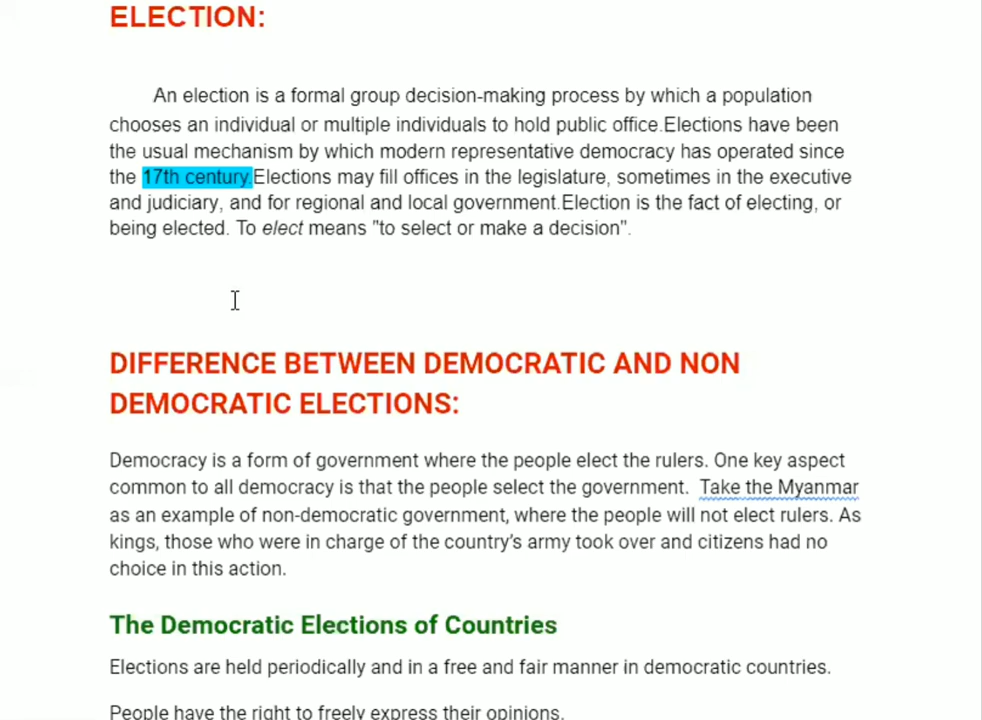 ELECTION:
An election is a formal group decision-making process by which a population
chooses an individual or multiple individuals to hold public office.Elections have been
the usual mechanism by which modern representative democracy has operated since
the 17th century.Elections may fill offices in the legislature, sometimes in the executive
and judiciary, and for regional and local government.Election is the fact of electing, or
being elected. To elect means "to select or make a decision".
DIFFERENCE BETWEEN DEMOCRATIC AND NON
DEMOCRATIC ELECTIONS:
Democracy is a form of government where the people elect the rulers. One key aspect
common to all democracy is that the people select the government. Take the Myanmar
as an example of non-democratic government, where the people will not elect rulers. As
kings, those who were in charge of the country's army took over and citizens had no
choice in this action.
The Democratic Elections of Countries
Elections are held periodically and in a free and fair manner in democratic countries.
People have the right to freely express their opinions.